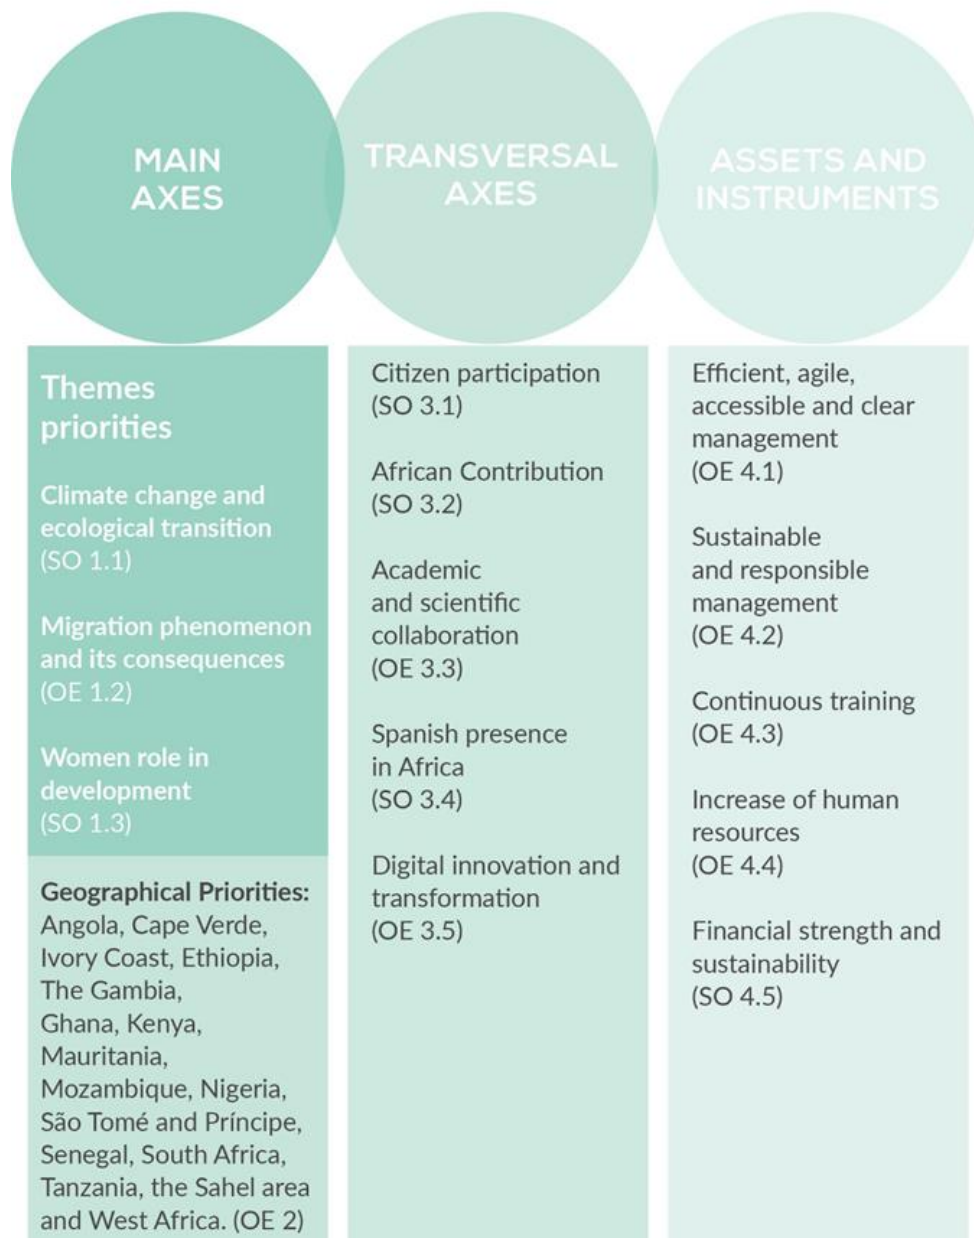 MAIN
AXES
TRANSVERSAL
AXES
ASSETS AND
INSTRUMENTS
Themes
priorities
Climate change and
ecological transition
(SO 1.1)
Migration phenomenon
and its consequences
(OE 1.2)
Women role in
development
(SO 1.3)
Geographical Priorities:
Angola, Cape Verde,
Ivory Coast, Ethiopia,
The Gambia,
Ghana, Kenya,
Mauritania,
Mozambique, Nigeria,
São Tomé and Príncipe,
Senegal, South Africa,
Tanzania, the Sahel area
and West Africa. (OE 2)
Citizen participation
(SO 3.1)
African Contribution
(SO 3.2)
Academic
and scientific
collaboration
(OE 3.3)
Spanish presence
in Africa
(SO 3.4)
Digital innovation and
transformation
(OE 3.5)
Efficient, agile,
accessible and clear
management
(OE 4.1)
Sustainable
and responsible
management
(OE 4.2)
Continuous training
(OE 4.3)
Increase of human
resources
(OE 4.4)
Financial strength and
sustainability
(SO 4.5)